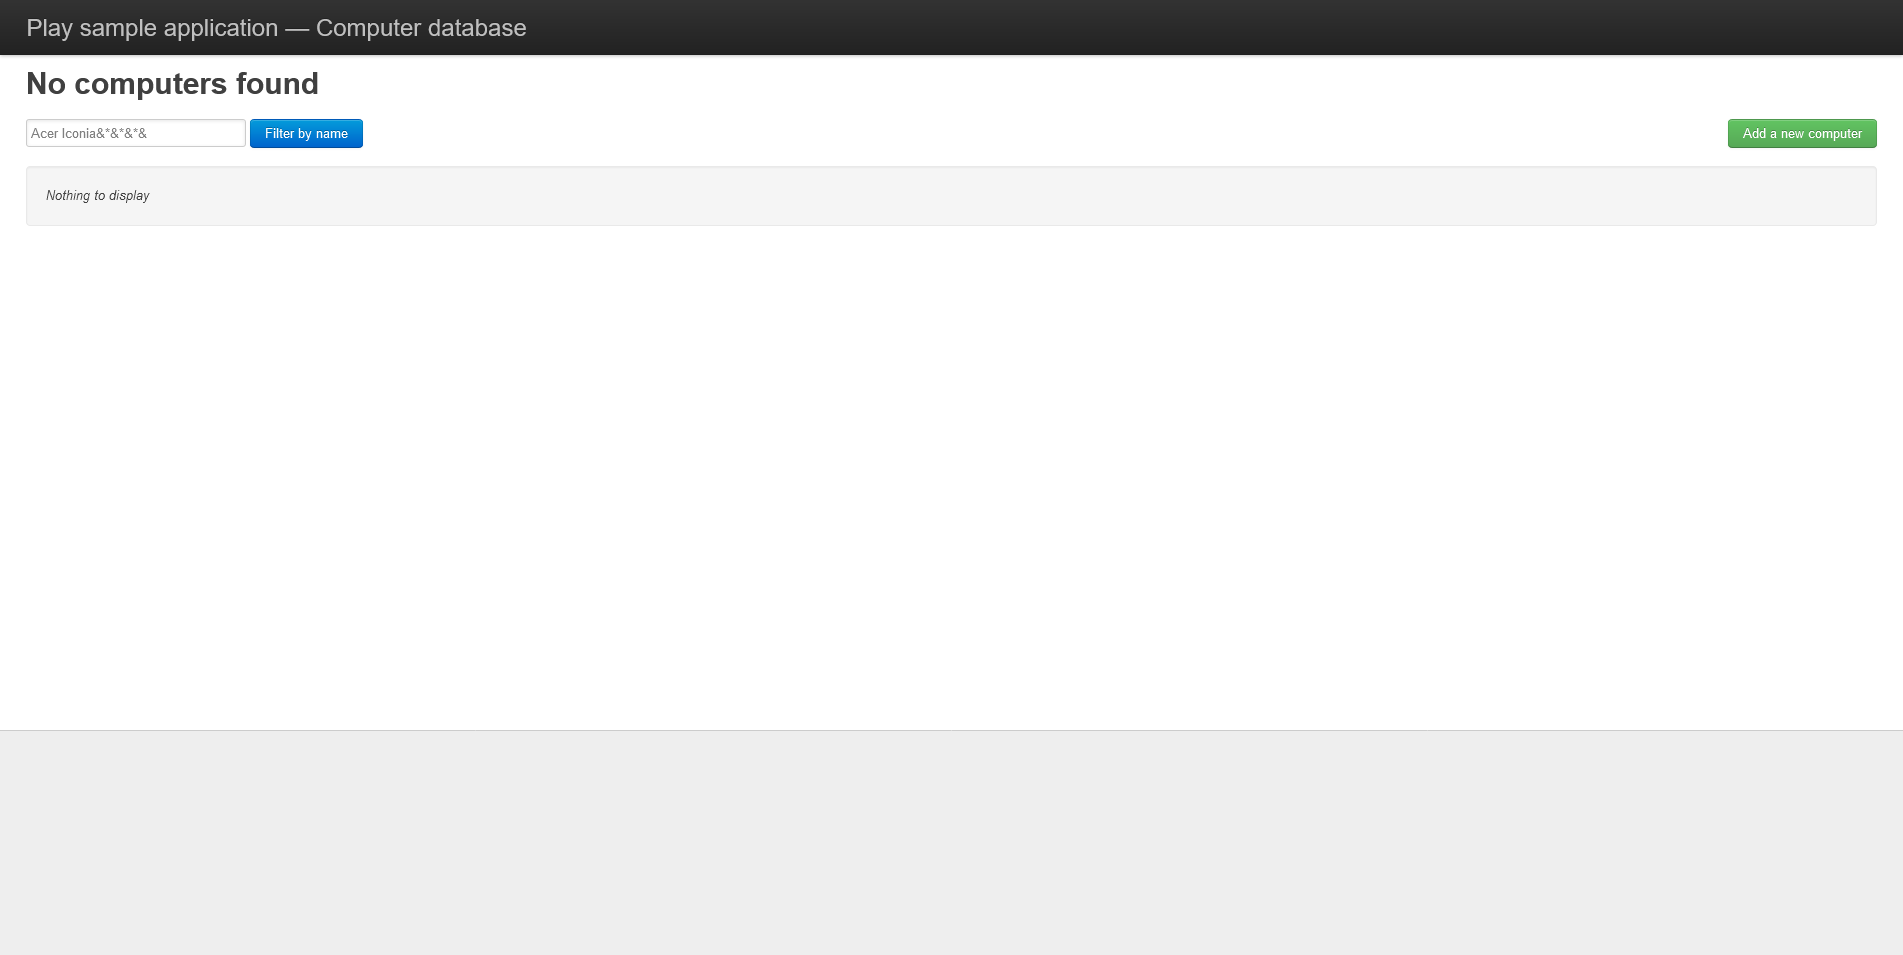 Play sample application — Computer database
No computers found
Acer Iconia&*&*&*&
Filter by name
Add a new computer
Nothing to display